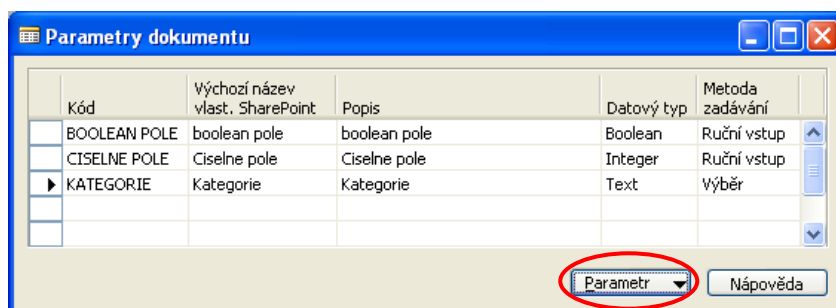 Parametry dokumentu
Kód Výchozí název vlast. SharePoint Popis Datový typ Metoda zadávání
BOOLEAN POLE boolean pole boolean pole Boolean Ruční vstup
CISELNE POLE Ciselne pole Ciselne pole Integer Ruční vstup
KATEGORIE Kategorie Kategorie Text Výběr
Parametr Nápověda